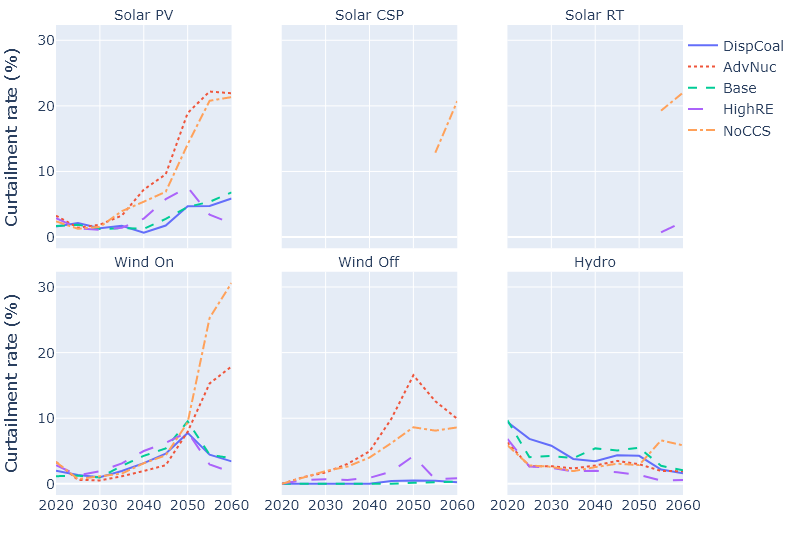 Solar PV Solar CSP Solar RT
Curtailment rate (%)
30
20
10
0
DispCoal
AdvNuc
Base
HighRE
NoCCS
Wind On Wind Off Hydro
Curtailment rate (%)
30
20
10
0
2020 2030 2040 2050 2060 2020 2030 2040 2050 2060 2020 2030 2040 2050 2060